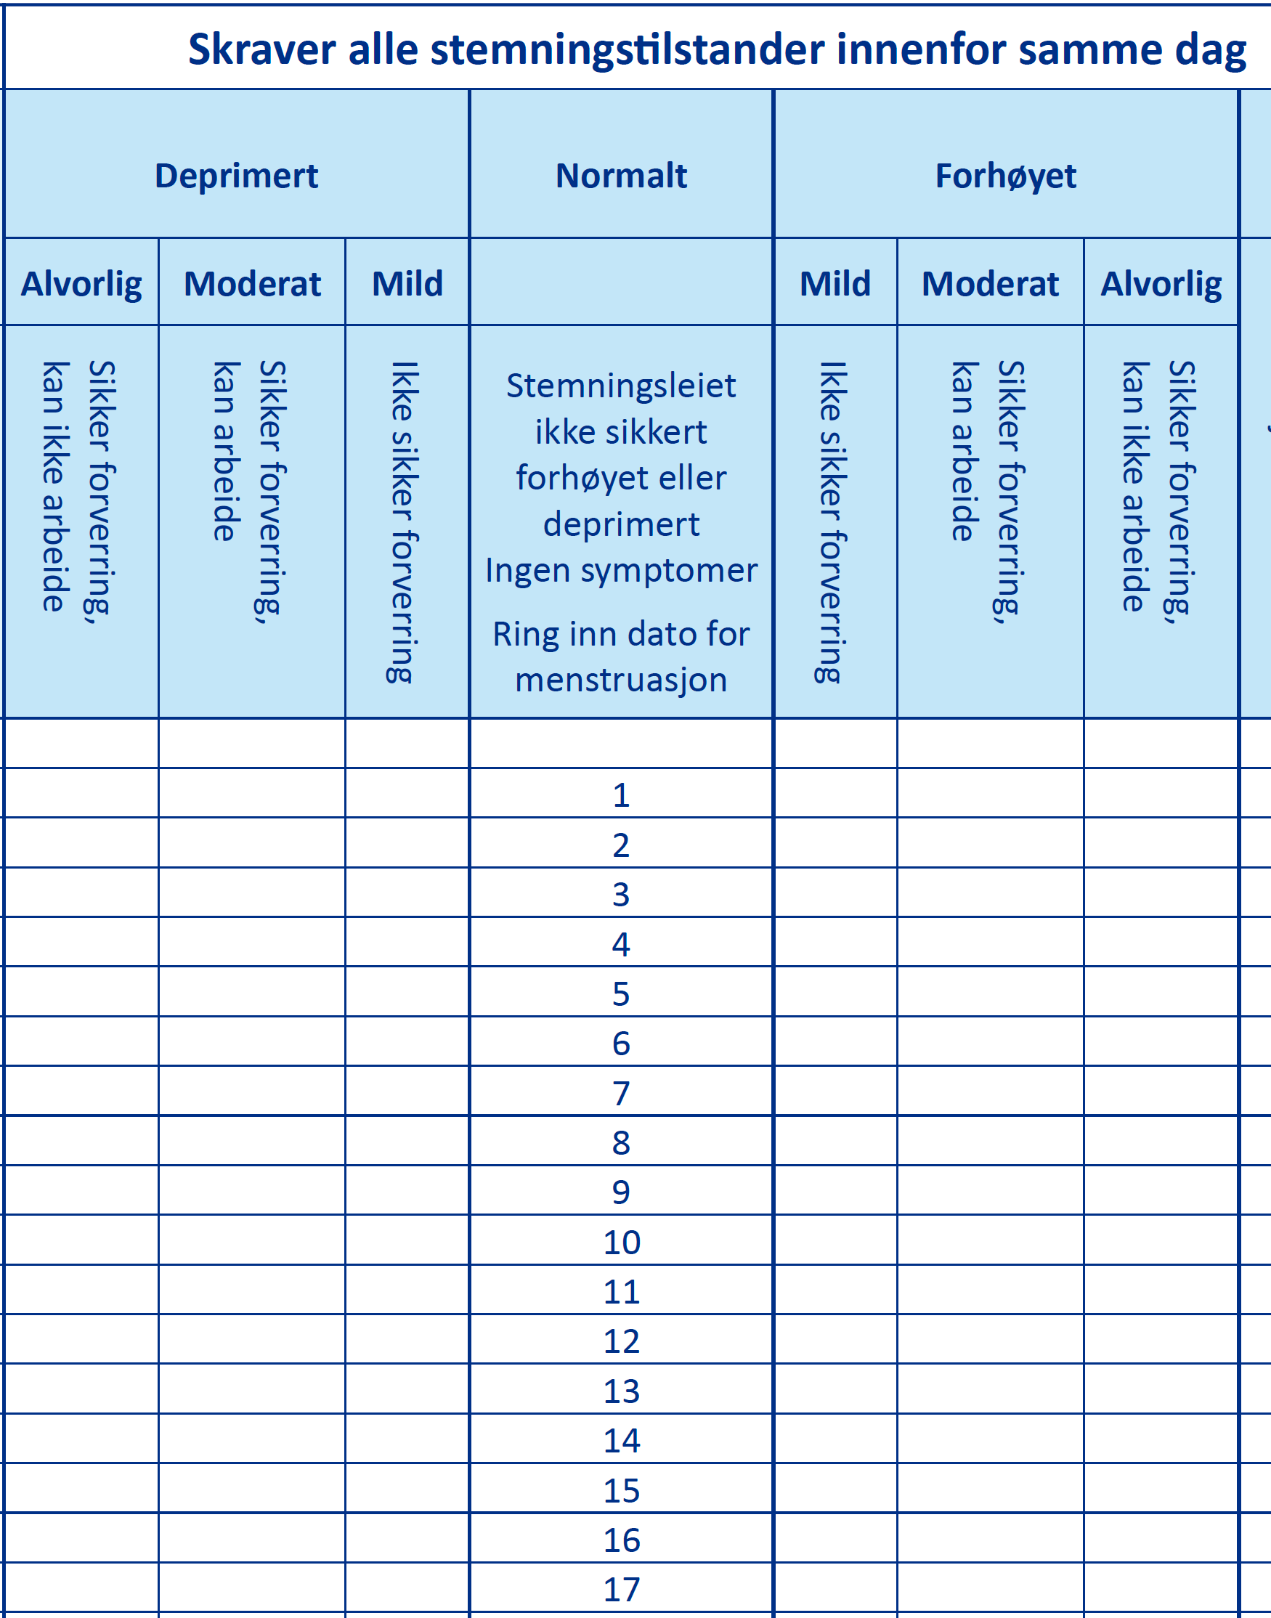 Skraver alle stemningstilstander innenfor samme dag
Deprimert
Normalt
Forhøyet
Alvorlig
Moderat
Mild
Mild
Moderat
Alvorlig
Sikker forverring,
kan ikke arbeide
Sikker forverring,
kan arbeide
Ikke sikker forverring
Stemningsleiet
ikke sikkert
forhøyet eller
deprimert
Ingen symptomer
Ring inn dato for
menstruasjon
Ikke sikker forverring
Sikker forverring,
kan arbeide
Sikker forverring,
kan ikke arbeide
1
2
3
4
5
6
7
8
9
10
11
12
13
14
15
16
17